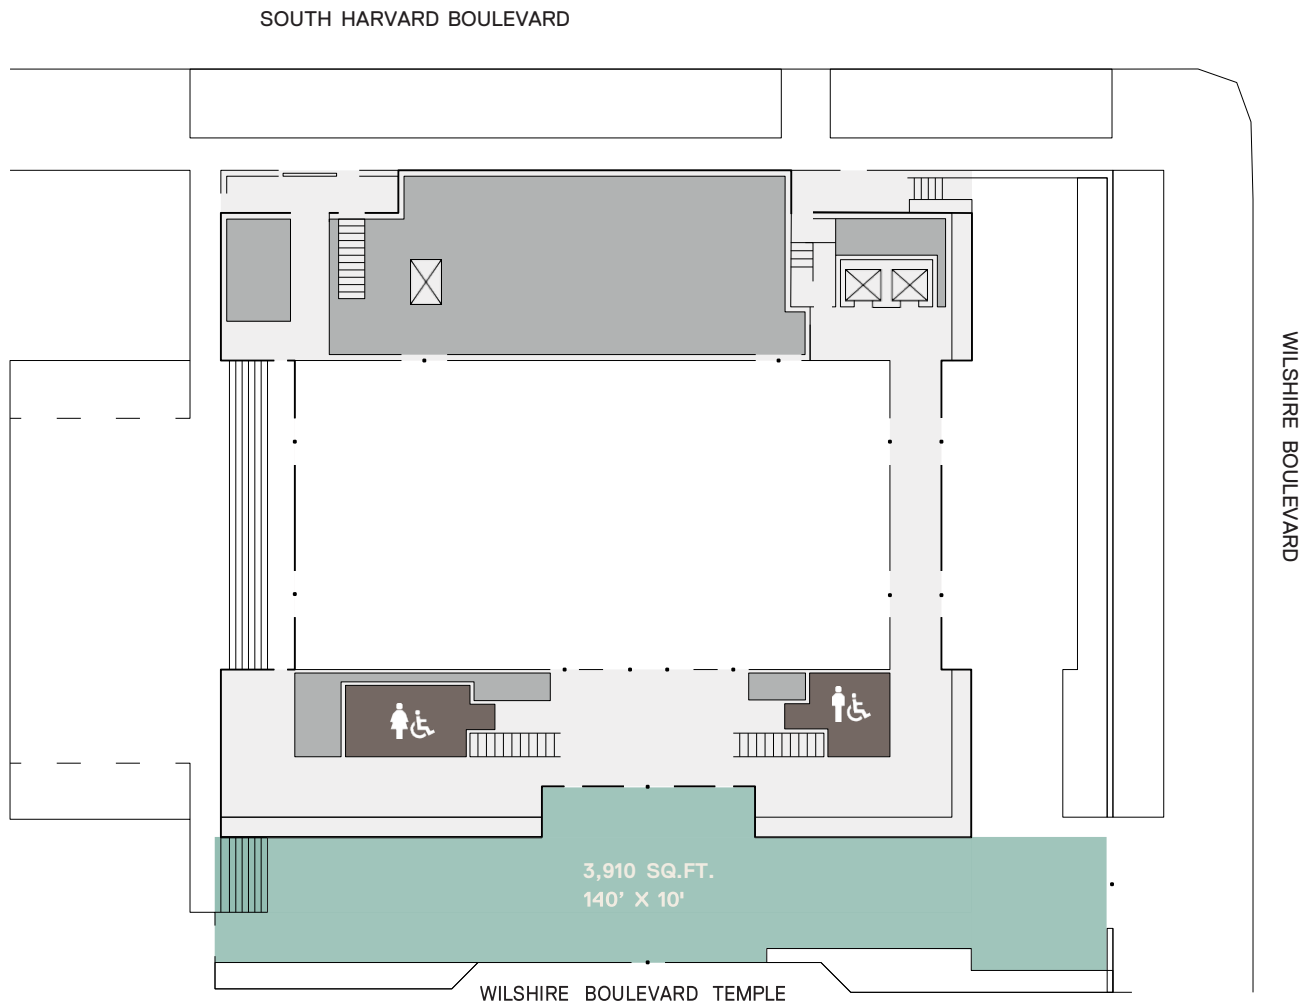 SOUTH HARVARD BOULEVARD
WILSHIRE BOULEVARD
3,910 SQ.FT.
140' X 10'
WILSHIRE BOULEVARD TEMPLE